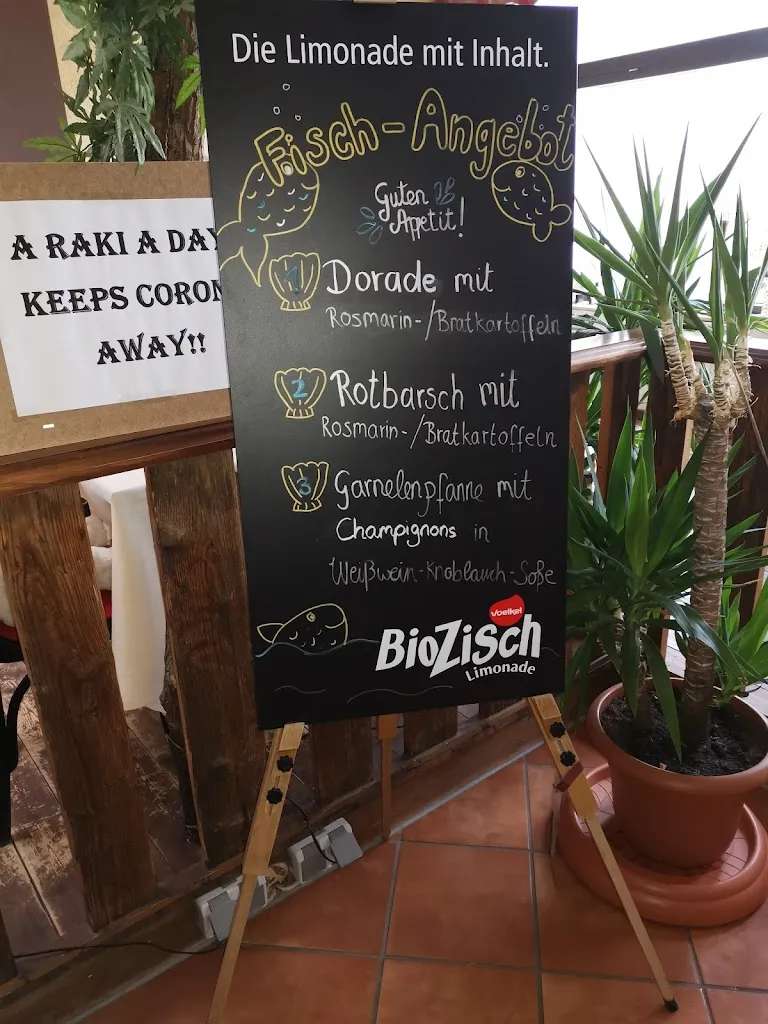 Die Limonade mit Inhalt.
Fisch-Angebot
Guten
Apetit!
1 Dorade mit
Rosmarin-/Bratkartoffeln
2 Rotbarsch mit
Rosmarin-/Bratkartoffeln
3 Garnelenpfanne mit
Champignons in
Weißwein-Knoblauch-Soße
Voelkel
BioZisch
Limonade
A RAKI A DAY
KEEPS CORON
AWAY!!